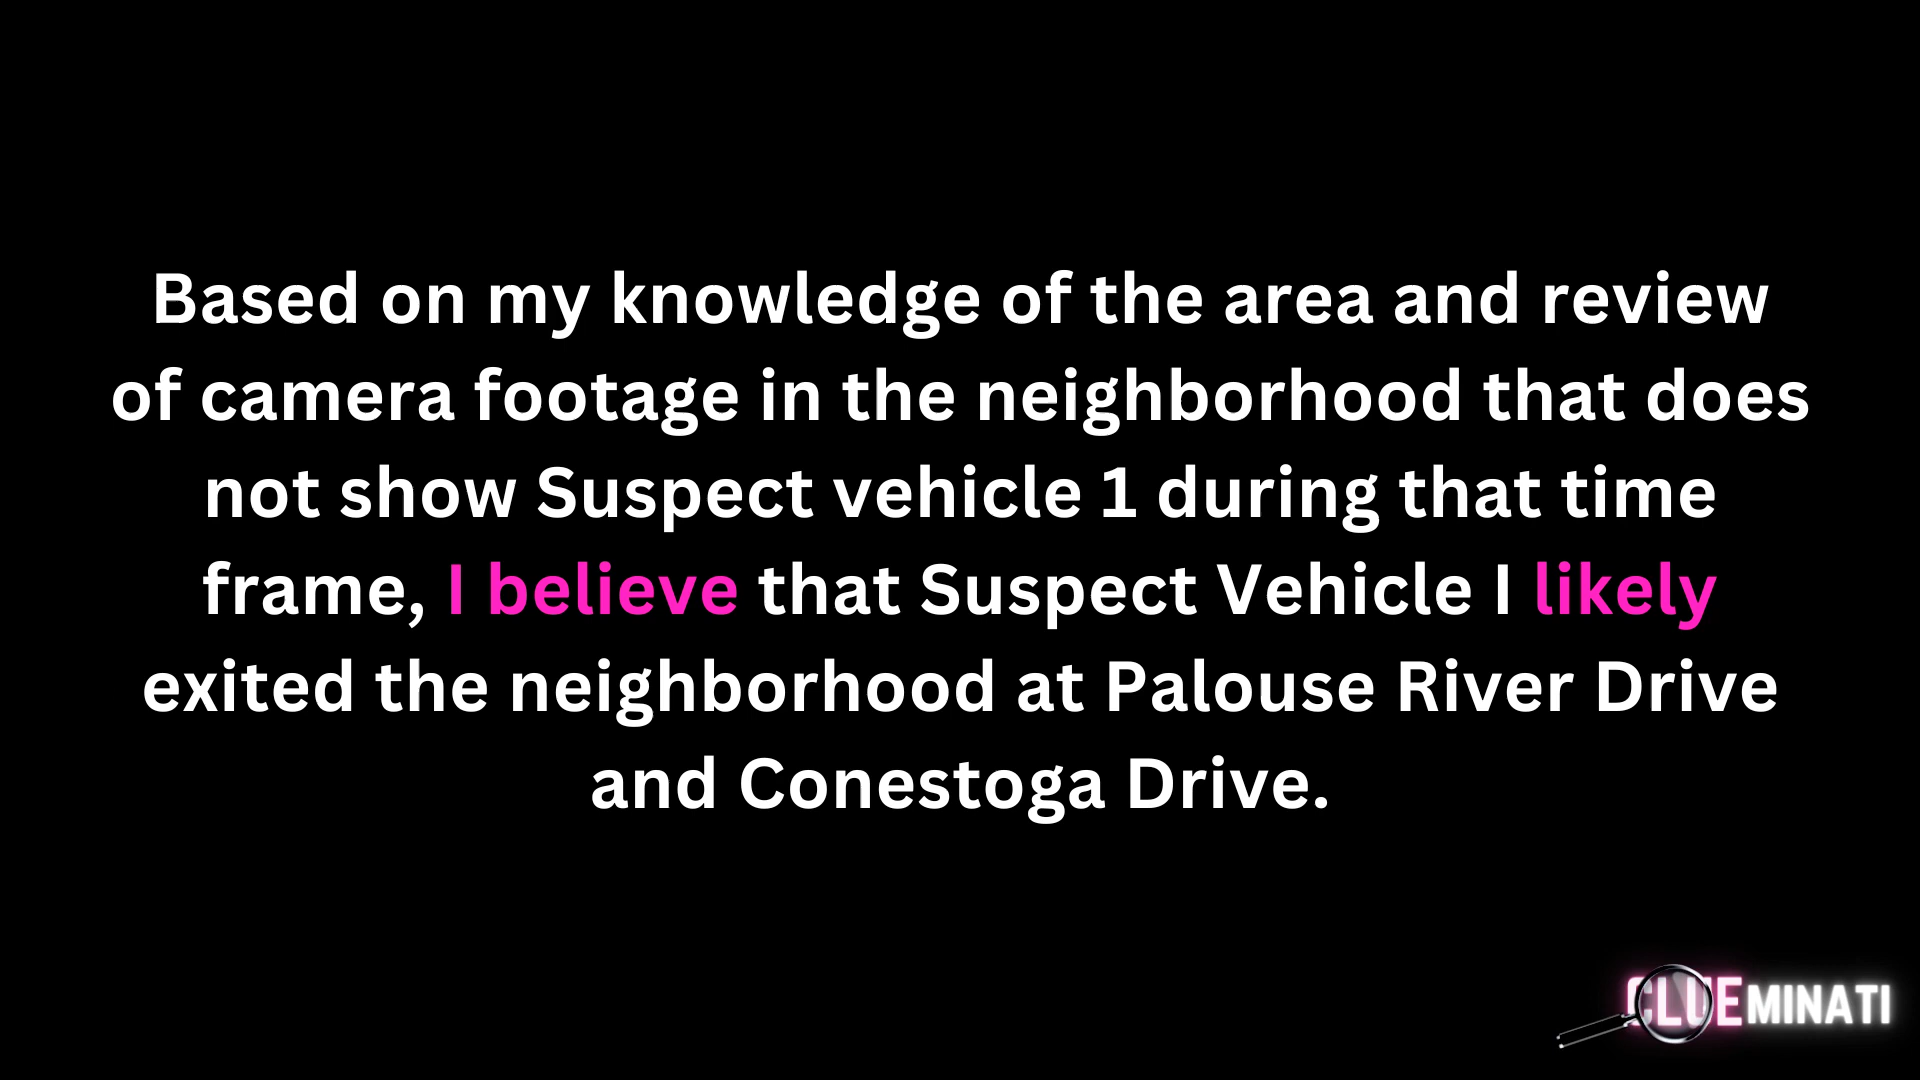 Based on my knowledge of the area and review
of camera footage in the neighborhood that does
not show Suspect vehicle 1 during that time
frame, I believe that Suspect Vehicle I likely
exited the neighborhood at Palouse River Drive
and Conestoga Drive.
CLUEMINATI